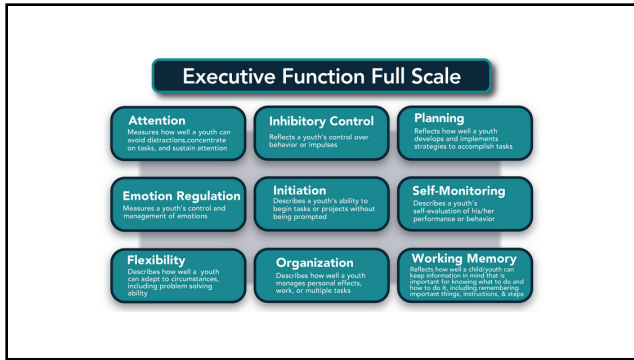 Executive Function Full Scale
Attention
Measures how well a youth can
avoid distractions,concentrate
on tasks, and sustain attention
Inhibitory Control
Reflects a youth's control over
behavior or impulses
Planning
Reflects how well a youth
develops and implements
strategies to accomplish tasks
Emotion Regulation
Measures a youth's control and
management of emotions
Initiation
Describes a youth's ability to
begin tasks or projects without
being prompted
Self-Monitoring
Describes a youth's
self-evaluation of his/her
performance or behavior
Flexibility
Describes how well a youth
can adapt to circumstances,
including problem solving
ability
Organization
Describes how well a youth
manages personal effects,
work, or multiple tasks
Working Memory
Reflects how well a child/youth can
keep information in mind that is
important for knowing what to do and
how to do it, including remembering
important things, instructions, & steps